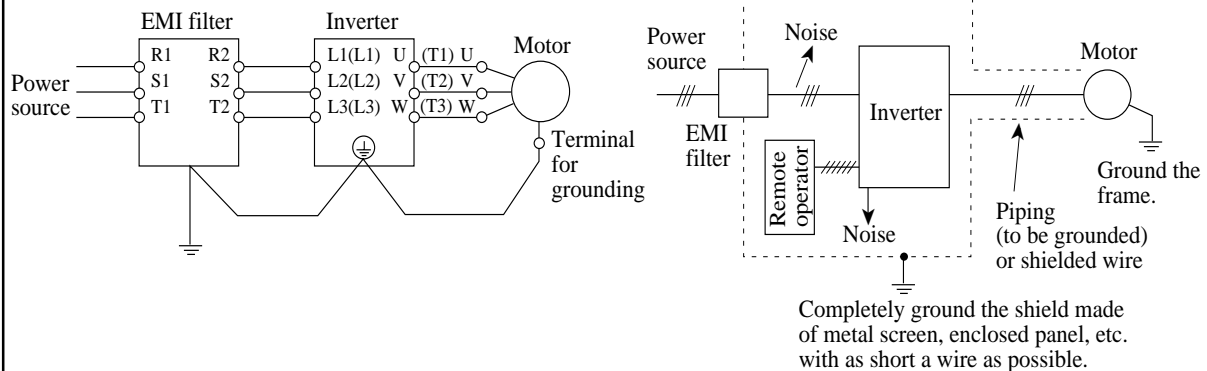 EMI filter
Inverter
R1 R2 L1(L1) U (T1) U
Motor
Power
source
S1 S2 L2(L2) V (T2) V
T1 T2 L3(L3) W (T3) W
Terminal
for
grounding
Power
source
Noise
Motor
Inverter
EMI
filter
Remote
operator
Noise
Ground the
frame.
Piping
(to be grounded)
or shielded wire
Completely ground the shield made
of metal screen, enclosed panel, etc.
with as short a wire as possible.